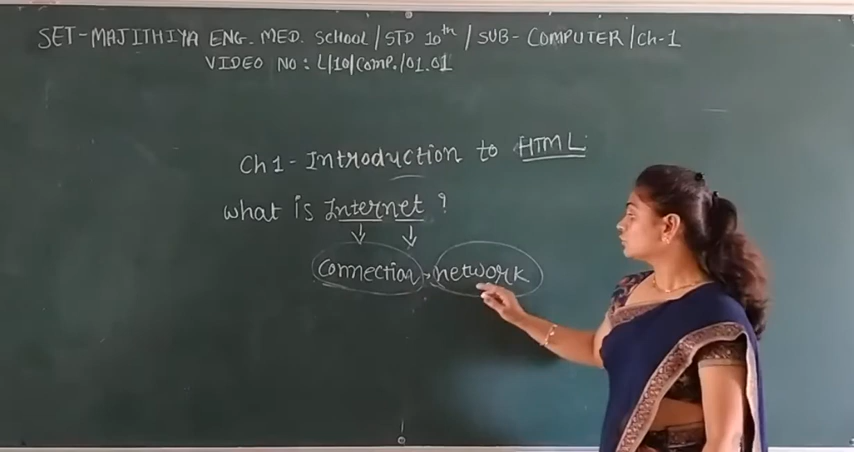 SET-MAJITHIYA ENG. MED. SCHOOL / STD 10th / SUB- COMPUTER / Ch-1
VIDEO NO: L/10/Comp./01.01
Ch 1 - Introduction to HTML
what is Internet ?
connection network